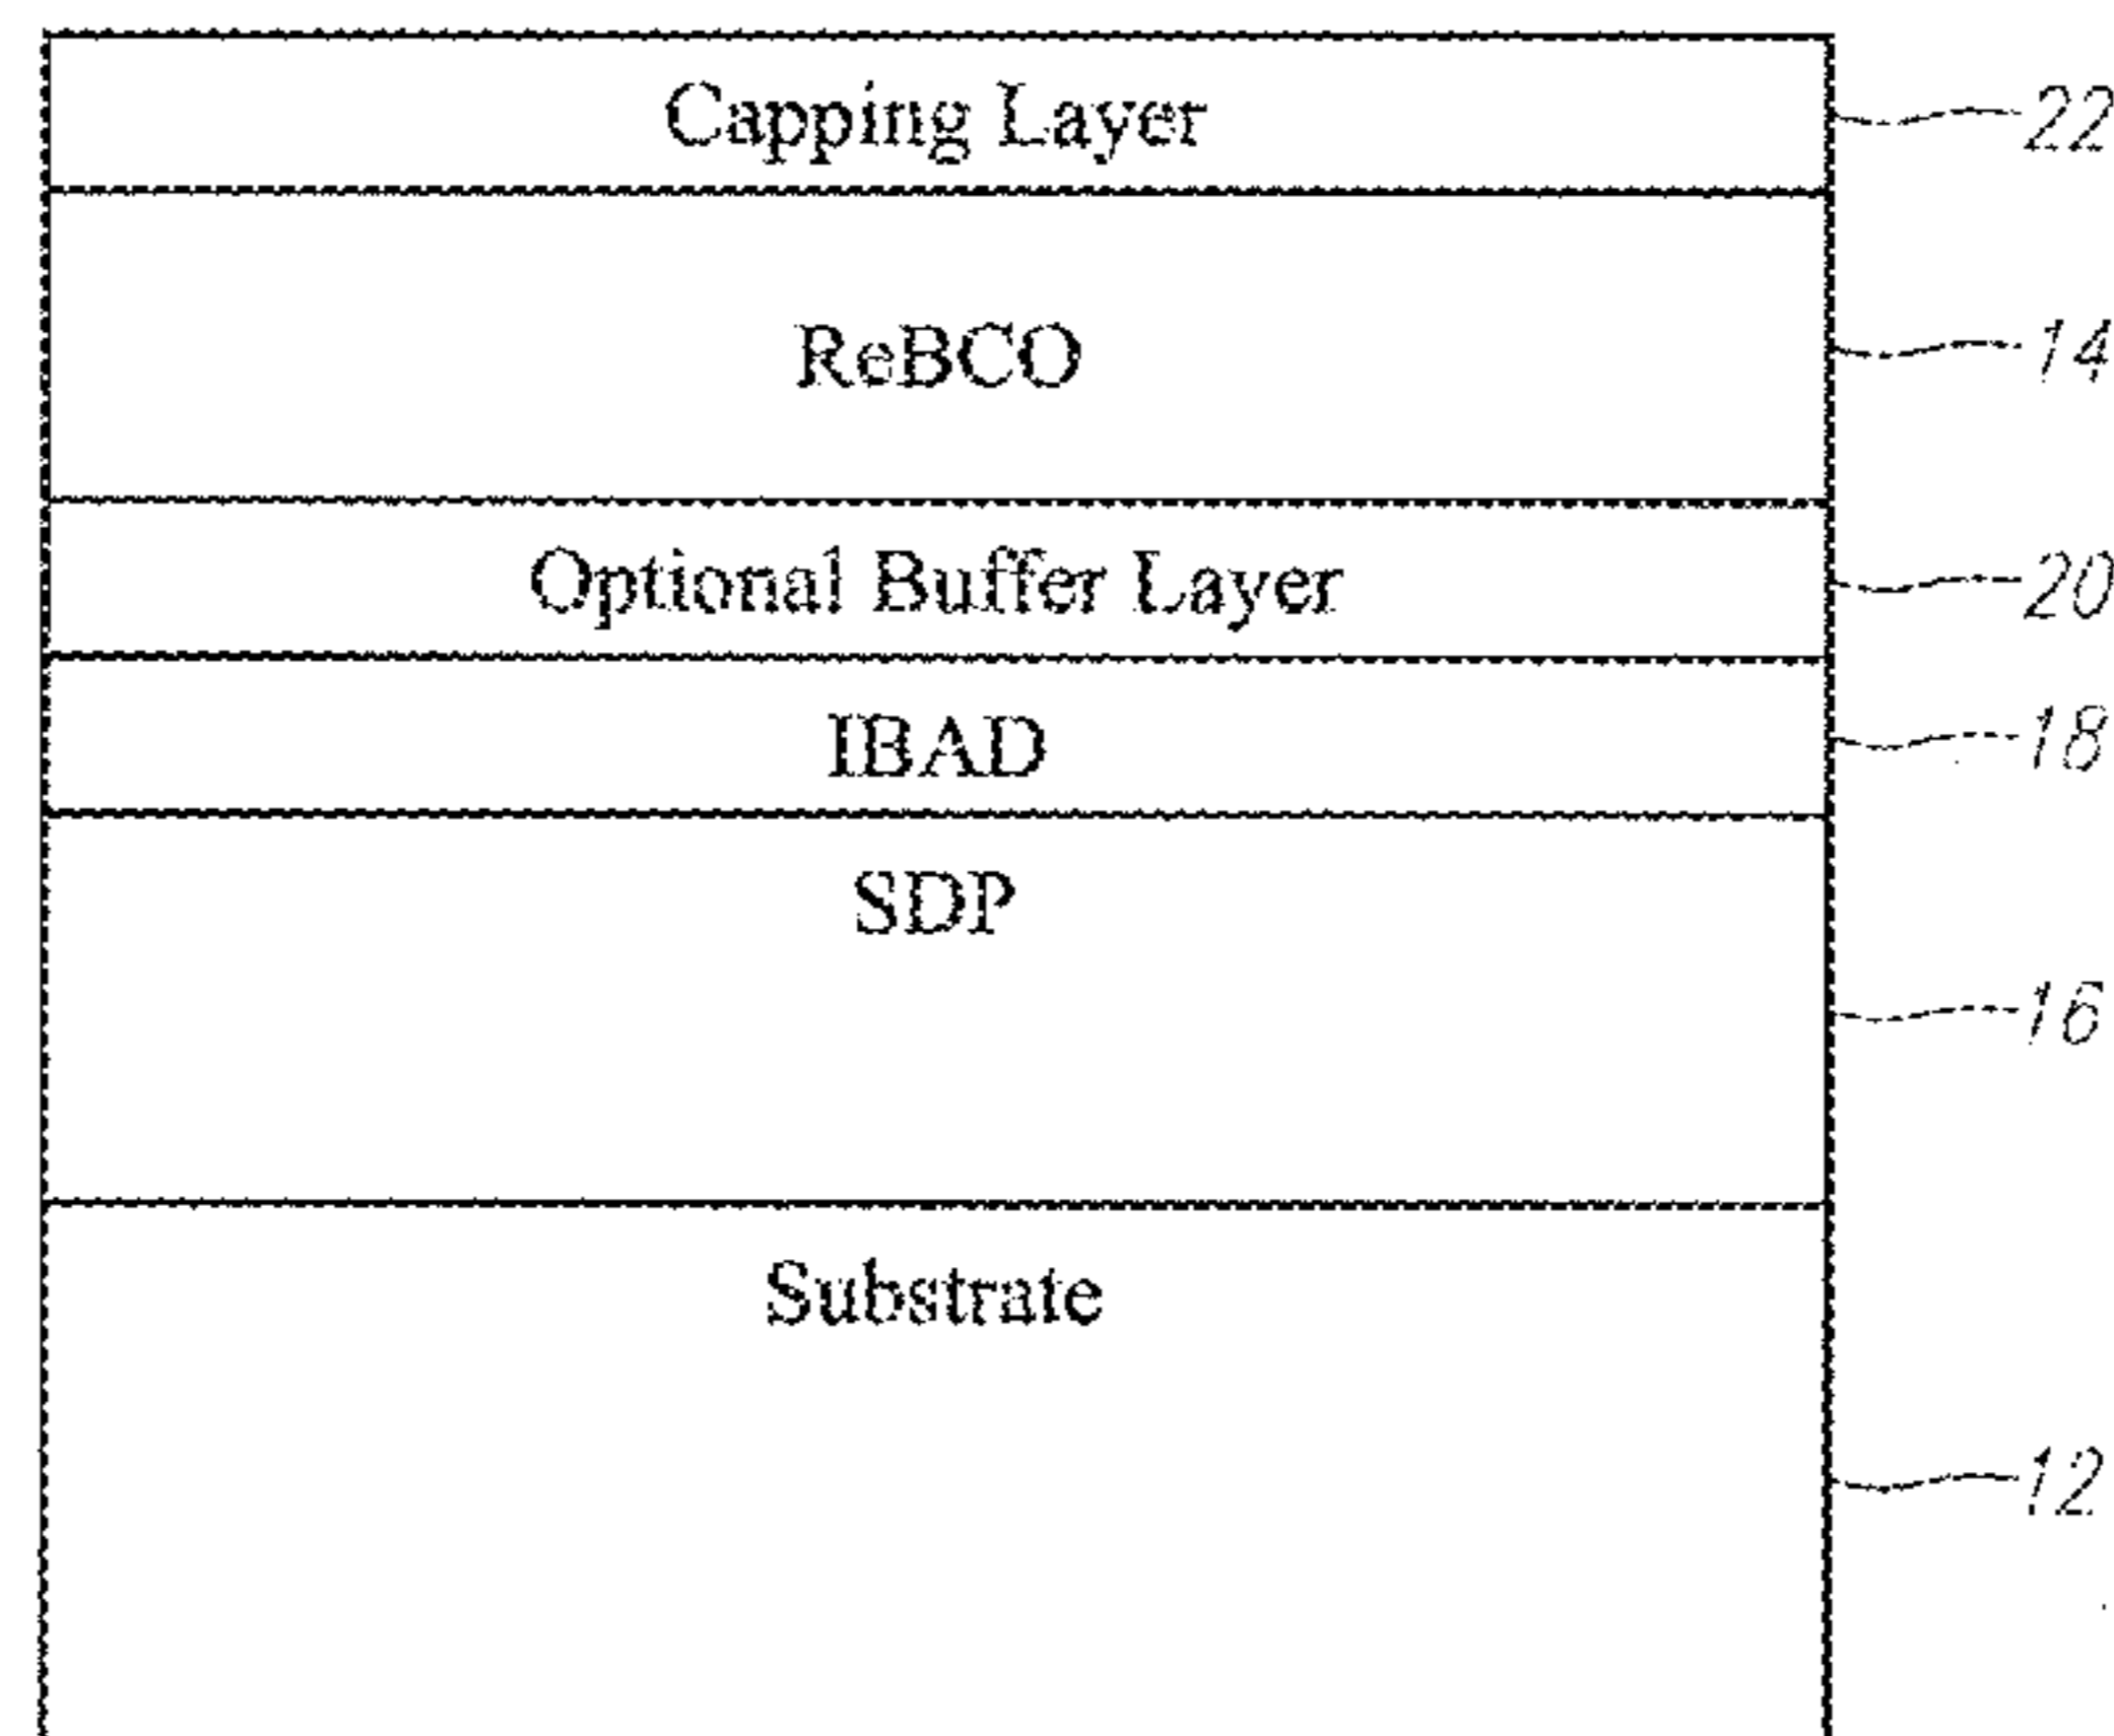 Capping Layer 22
ReBCO 14
Optional Buffer Layer 20
IBAD 18
SDP
16
Substrate
12